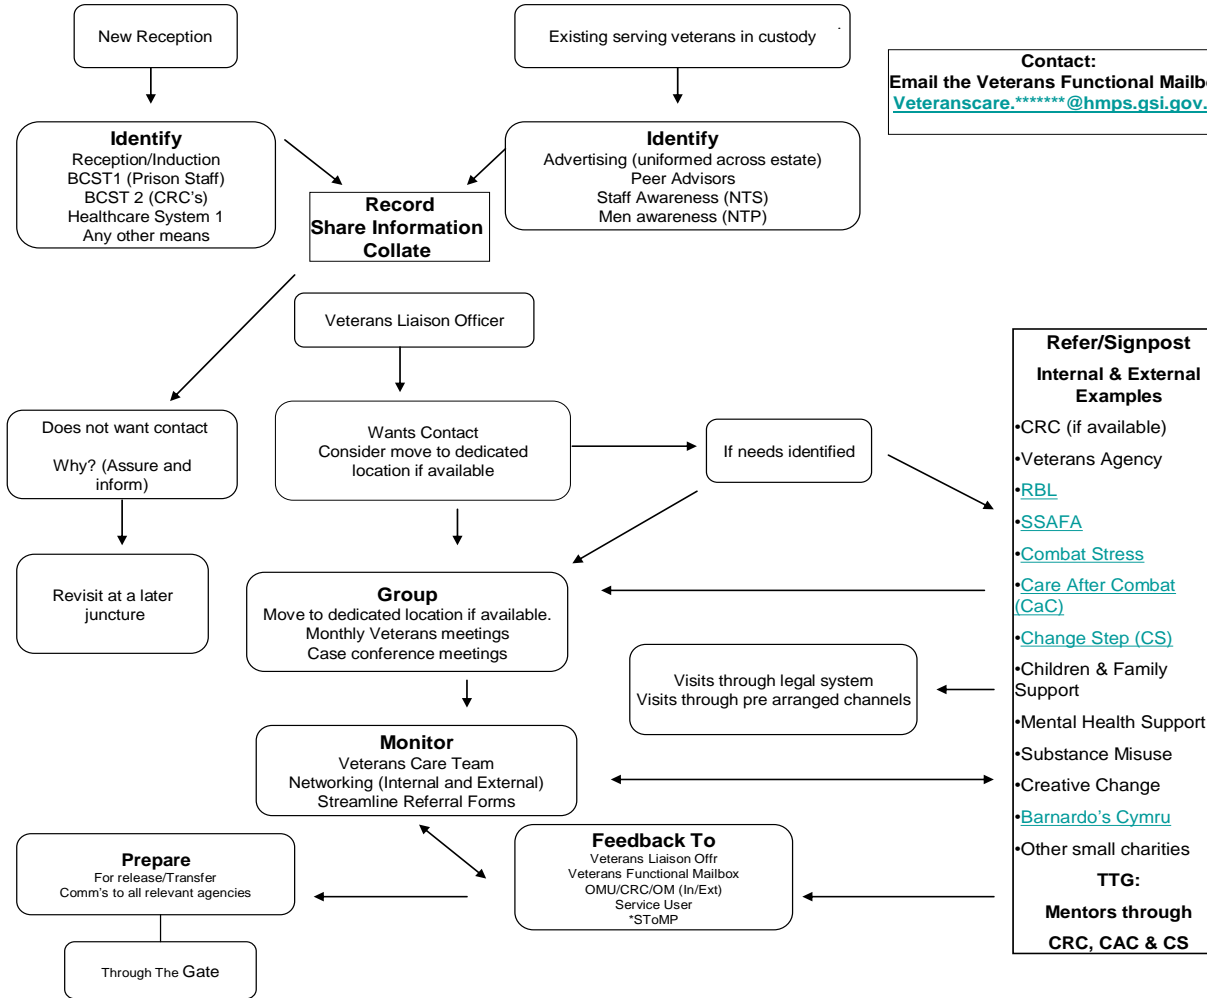 New Reception
Existing serving veterans in custody
Contact:
Email the Veterans Functional
Veteranscare.*******@hmps.gsi.gov.
Identify
Reception/Induction
BCST1 (Prison Staff)
BCST 2 (CRC's)
Healthcare System 1
Any other means
Identify
Advertising (uniformed across estate)
Peer Advisors
Staff Awareness (NTS)
Men awareness (NTP)
Record
Share Information
Collate
Veterans Liaison Officer
Does not want contact
Why? (Assure and
inform)
Wants Contact
Consider move to dedicated
location if available
If needs identified
Revisit at a later
juncture
Group
Move to dedicated location if available.
Monthly Veterans meetings
Case conference meetings
Visits through legal system
Visits through pre arranged channels
Monitor
Veterans Care Team
Networking (Internal and External)
Streamline Referral Forms
Prepare
For release/Transfer
Comm's to all relevant agencies
Feedback To
Veterans Liaison Offr
Veterans Functional Mailbox
OMU/CRC/OM (In/Ext)
Service User
*SToMP
Through The Gate
Refer/Signpost
Internal & External
Examples
•CRC (if available)
•Veterans Agency
•RBL
•SSAFA
•Combat Stress
•Care After Combat
(CaC)
•Change Step (CS)
•Children & Family
Support
•Mental Health Support
•Substance Misuse
•Creative Change
•Barnardo's Cymru
•Other small charities
TTG:
Mentors through
CRC, CAC & CS